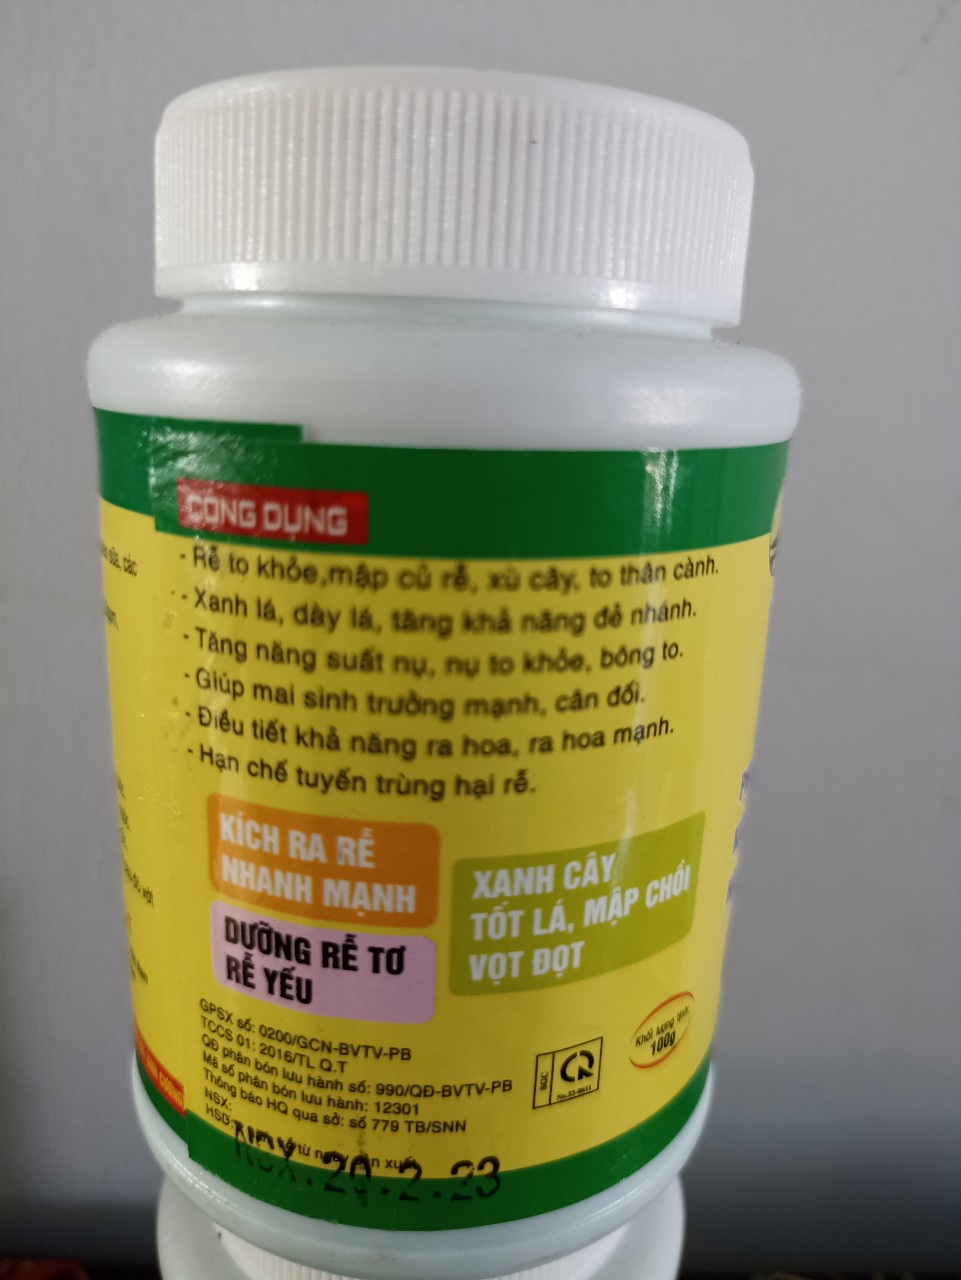 CÔNG DỤNG
- Rễ to khỏe,mập củ rễ, xù cây, to thân cành.
- Xanh lá, dày lá, tăng khả năng đẻ nhánh.
- Tăng năng suất nụ, nụ to khỏe, bông to.
- Giúp mai sinh trưởng mạnh, cân đối.
- Điều tiết khả năng ra hoa, ra hoa mạnh.
- Hạn chế tuyến trùng hại rễ.
KÍCH RA RỄ
NHANH MẠNH
DƯỠNG RỄ TƠ
RỄ YẾU
XANH CÂY
TỐT LÁ, MẬP CHỒI
VỌT ĐỌT
GPSX số: 0200/GCN-BVTV-PB
TCCS 01: 2016/TL Q.T
QĐ phân bón lưu hành số: 990/QĐ-BVTV-PB
Mã số phân bón lưu hành: 12301
Thông báo HQ qua sở: số 779 TB/SNN
NSX:
HSD: từ ngày sản xuất
NSX.20.2.23
Khối lượng tịnh
100g
sữa, các